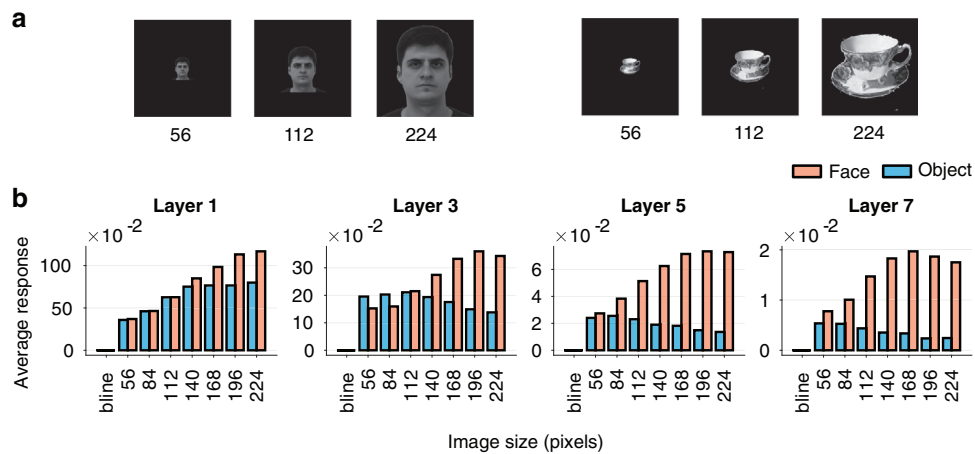 a
56 112 224 56 112 224
Face Object
b
Layer 1 Layer 3 Layer 5 Layer 7
× 10 -2 × 10 -2 × 10 -2 × 10 -2
Average response
100
50
0
40
30
20
10
0
6
4
2
0
2
1
0
bline 56 84 112 140 168 196 224
bline 56 84 112 140 168 196 224
bline 56 84 112 140 168 196 224
bline 56 84 112 140 168 196 224
Image size (pixels)